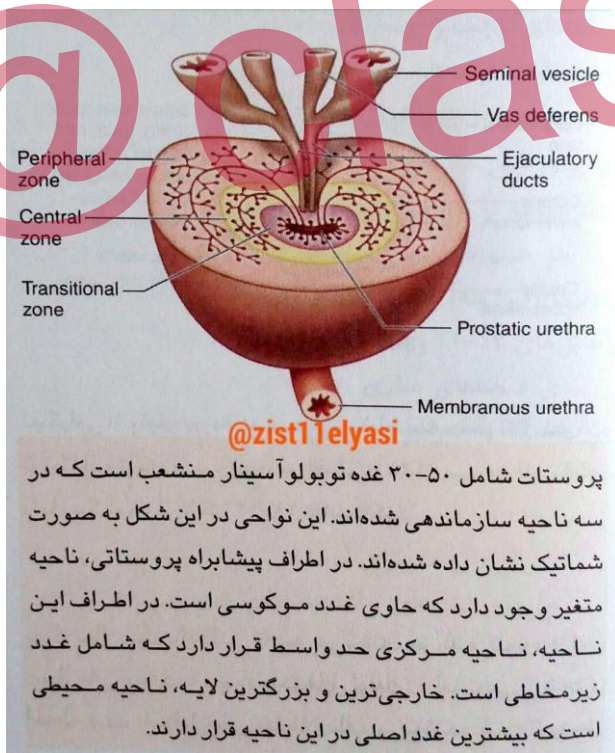 @clas
Seminal vesicle
Vas deferens
Peripheral
zone
Ejaculatory
ducts
Central
zone
Transitional
zone
Prostatic urethra
Membranous urethra
@zist11elyasi
پروستات شامل ۵۰-۳۰ غده توبولوآسینار منشعب است که در
سه ناحیه سازماندهی شده‌اند. این نواحی در این شکل به صورت
شماتیک نشان داده شده‌اند. در اطراف پیشابراه پروستاتی، ناحیه
متغیر وجود دارد که حاوی غدد موکوسی است. در اطراف این
ناحیه، ناحیه مرکزی حد واسط قرار دارد که شامل غدد
زیرمخاطی است. خارجی‌ترین و بزرگترین لایه، ناحیه محیطی
است که بیشترین غدد اصلی در این ناحیه قرار دارند.